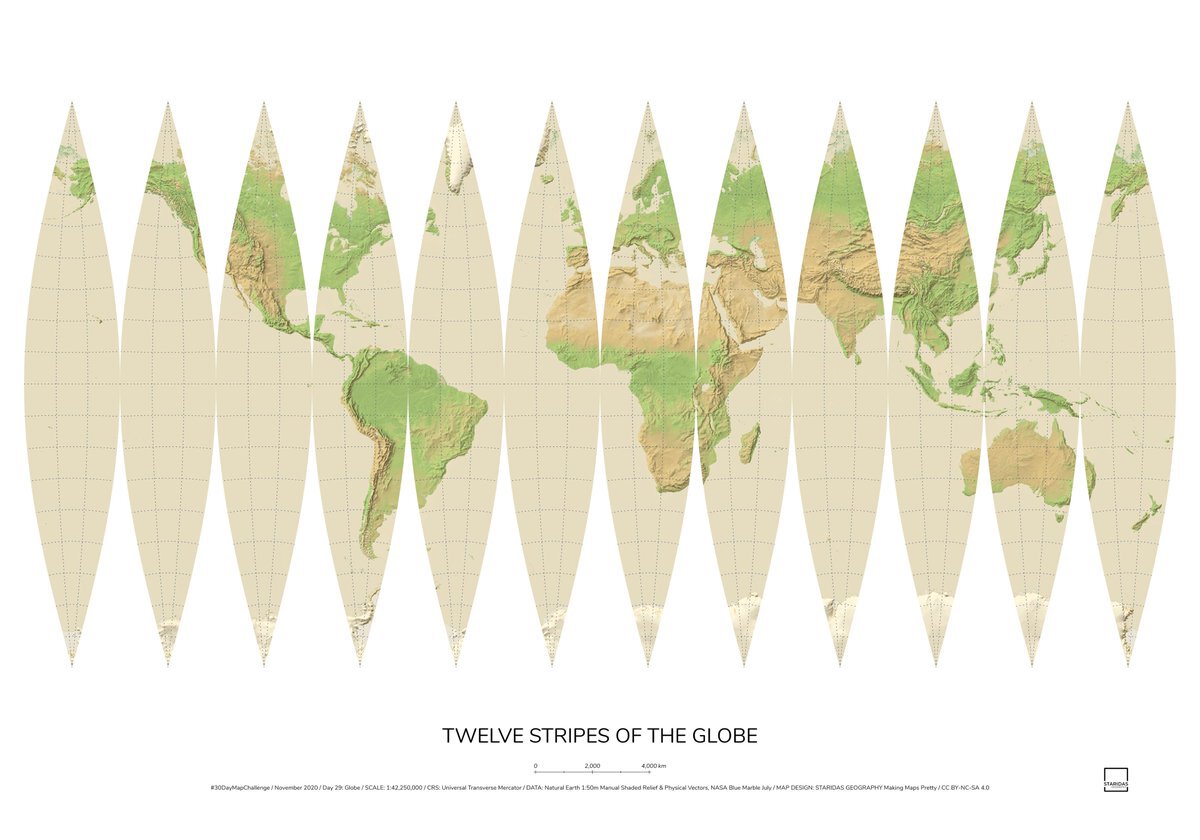 TWELVE STRIPES OF THE GLOBE
0 2,000 4,000 km
#30DayMapChallenge / November 2020 / Day 29: Globe / SCALE: 1:42,250,000 / CRS: Universal Transverse Mercator / DATA: Natural Earth 1:50m Manual Shaded Relief & Physical Vectors, NASA Blue Marble July / MAP DESIGN: STARIDAS GEOGRAPHY Making Maps Pretty / CC BY-NC-SA 4.0
STARIDAS